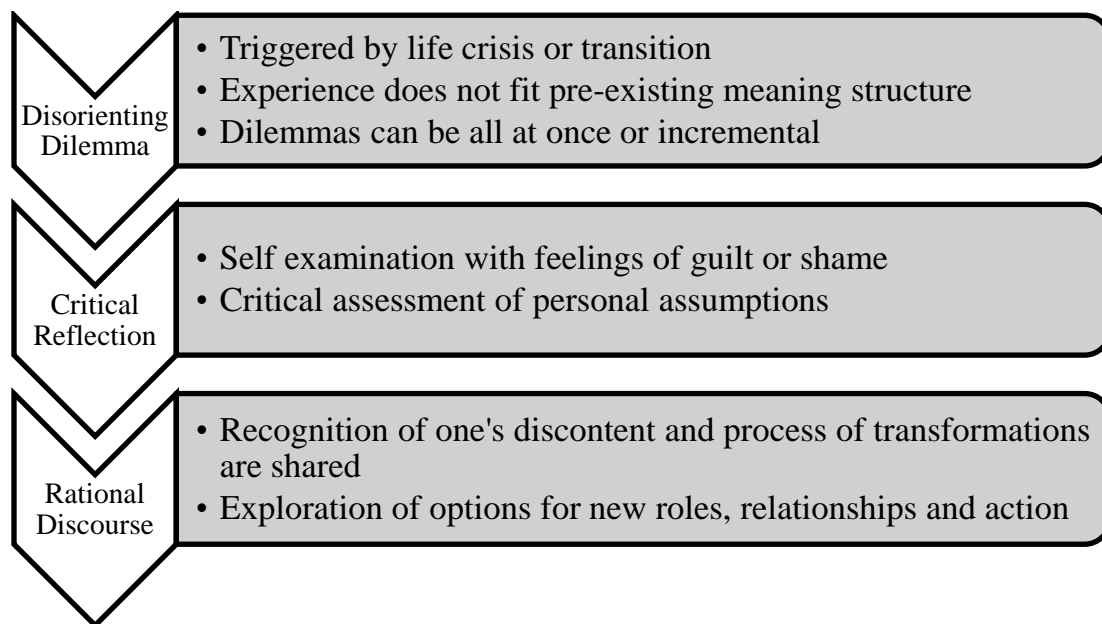 Disorienting
Dilemma
• Triggered by life crisis or transition
• Experience does not fit pre-existing meaning structure
• Dilemmas can be all at once or incremental
Critical
Reflection
• Self examination with feelings of guilt or shame
• Critical assessment of personal assumptions
Rational
Discourse
• Recognition of one's discontent and process of transformations
are shared
• Exploration of options for new roles, relationships and action